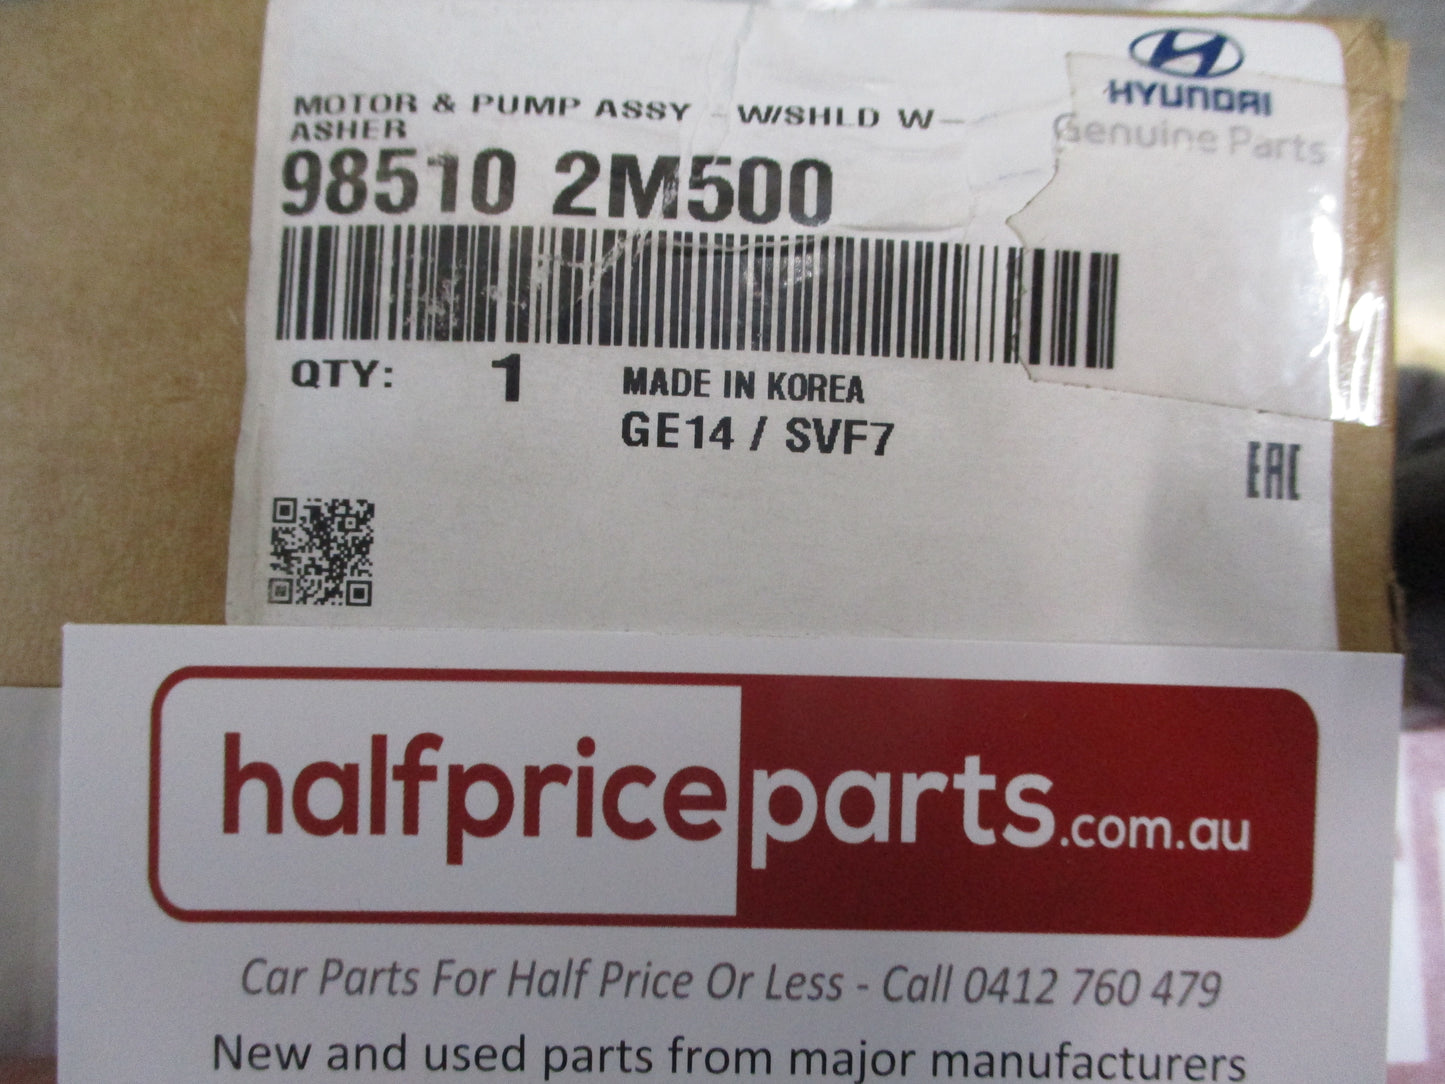 HYUNDAI
Genuine Parts
MOTOR & PUMP ASSY - W/SHLD W-
ASHER
98510 2M500
QTY: 1 MADE IN KOREA
GE14 / SVF7
EAC
halfpriceparts.com.au
Car Parts For Half Price Or Less - Call 0412 760 479
New and used parts from major manufacturers